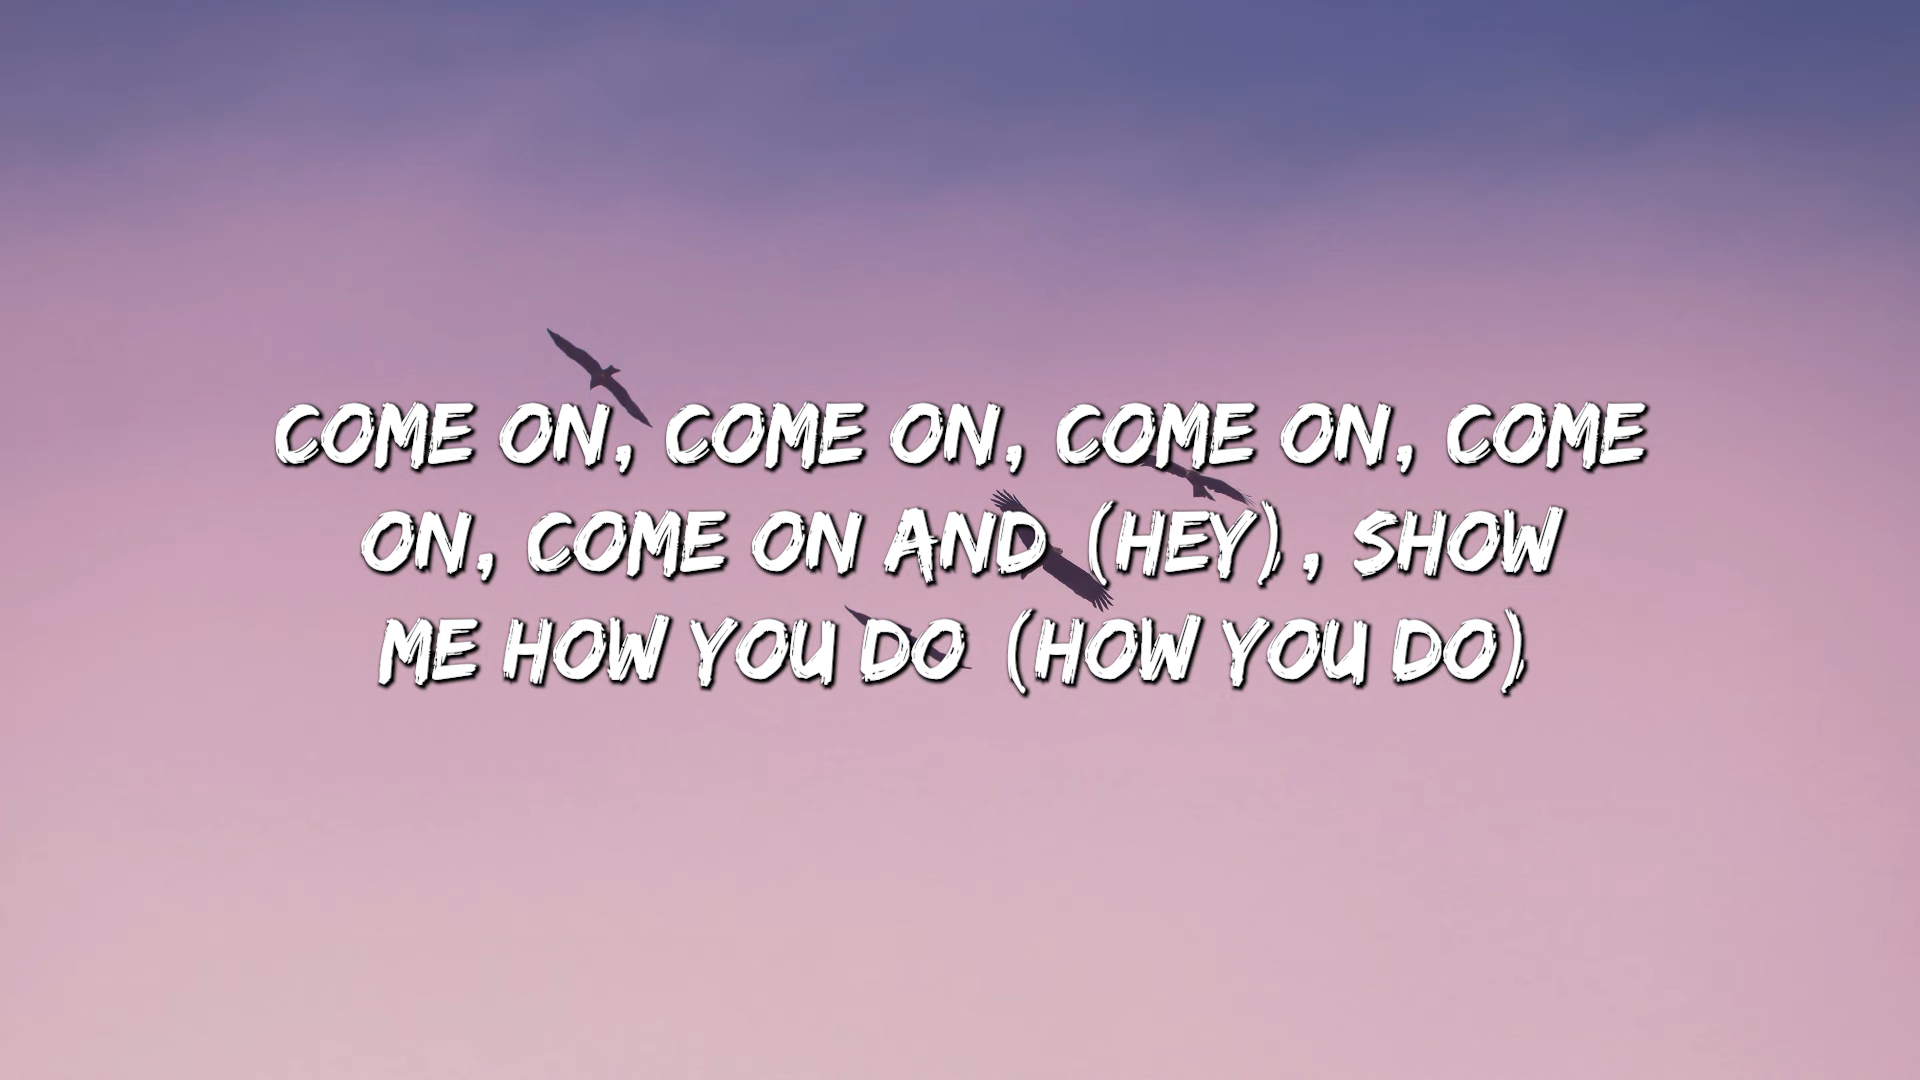 COME ON, COME ON, COME ON, COME
ON, COME ON AND (HEY), SHOW
ME HOW YOU DO (HOW YOU DO)